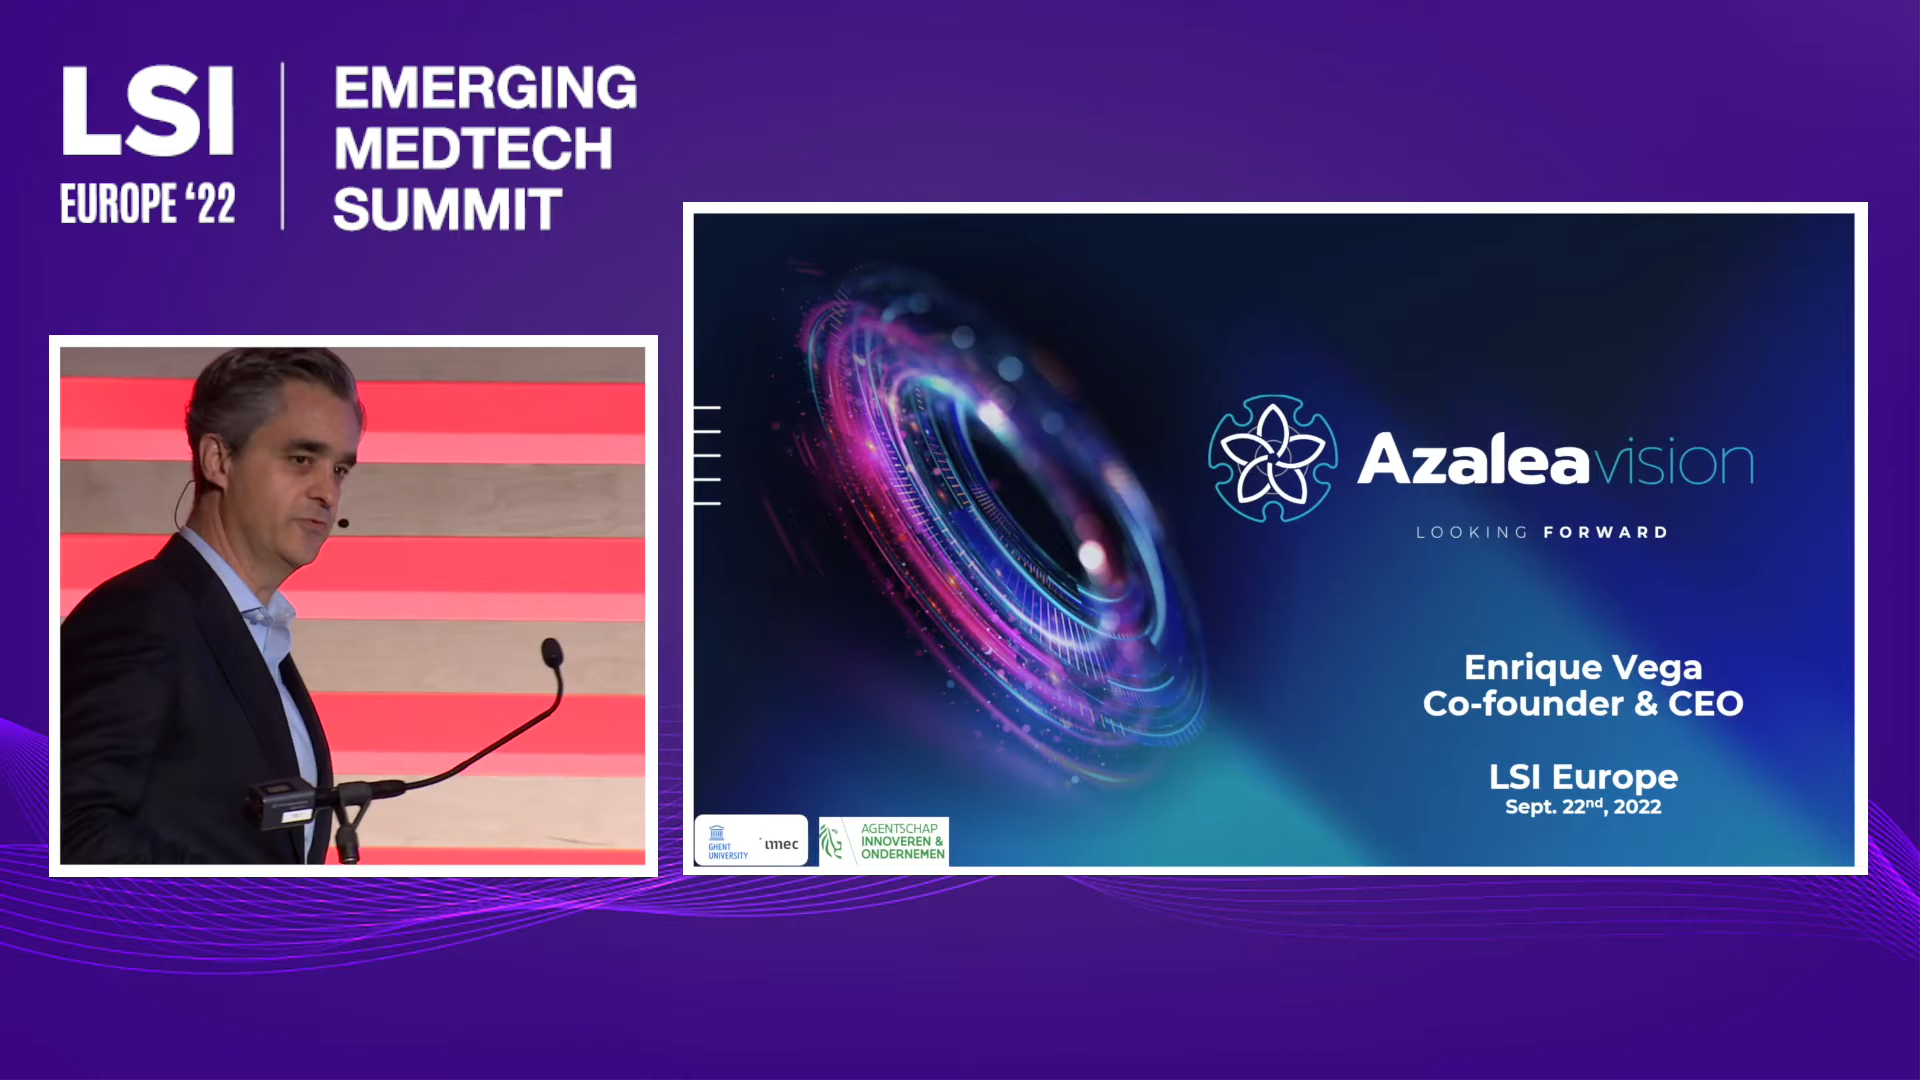 LSI
EUROPE ‘22
EMERGING
MEDTECH
SUMMIT
Azaleavision
LOOKING FORWARD
Enrique Vega
Co-founder & CEO
LSI Europe
Sept. 22nd, 2022
GHENT
UNIVERSITY
imec
AGENTSCHAP
INNOVEREN &
ONDERNEMEN